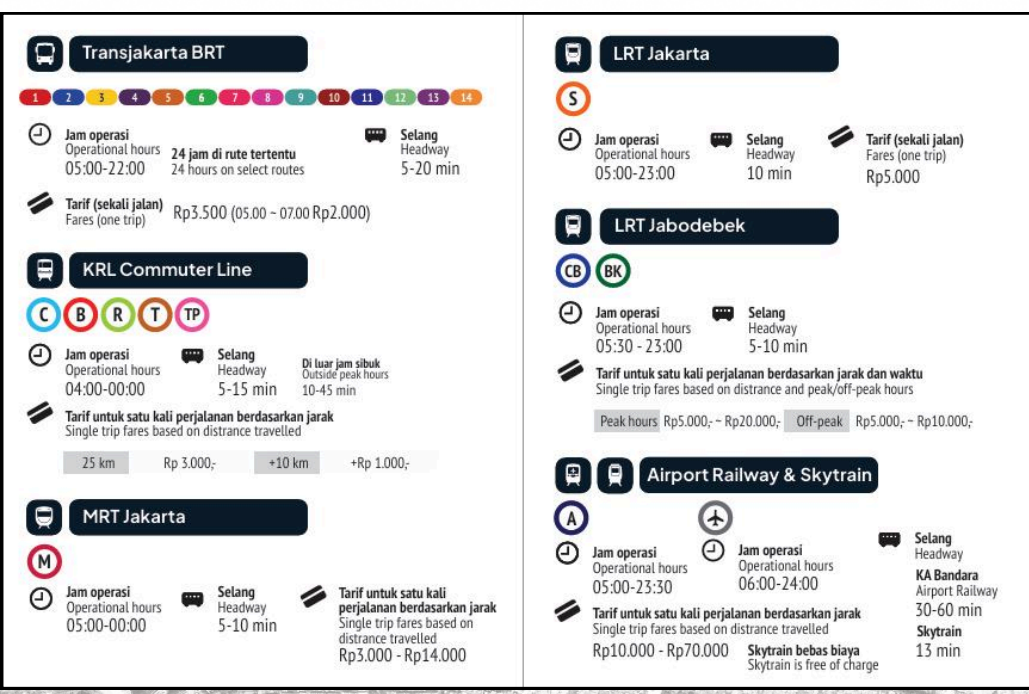 Transjakarta BRT
1 2 3 4 5 6 7 8 9 10 11 12 13 14
Jam operasi
Operational hours
05:00-22:00
24 jam di rute tertentu
24 hours on select routes
Selang
Headway
5-20 min
Tarif (sekali jalan)
Fares (one trip)
Rp3.500 (05.00 ~ 07.00 Rp2.000)
KRL Commuter Line
C B R T TP
Jam operasi
Operational hours
04:00-00:00
Selang
Headway
5-15 min
Di luar jam sibuk
Outside peak hours
10-45 min
Tarif untuk satu kali perjalanan berdasarkan jarak
Single trip fares based on distrance travelled
25 km Rp 3.000,- +10 km +Rp 1.000,-
MRT Jakarta
M
Jam operasi
Operational hours
05:00-00:00
Selang
Headway
5-10 min
Tarif untuk satu kali
perjalanan berdasarkan jarak
Single trip fares based on
distrance travelled
Rp3.000 - Rp14.000
LRT Jakarta
S
Jam operasi
Operational hours
05:00-23:00
Selang
Headway
10 min
Tarif (sekali jalan)
Fares (one trip)
Rp5.000
LRT Jabodebek
CB BK
Jam operasi
Operational hours
05:30 - 23:00
Selang
Headway
5-10 min
Tarif untuk satu kali perjalanan berdasarkan jarak dan waktu
Single trip fares based on distrance and peak/off-peak hours
Peak hours Rp5.000,- ~ Rp20.000,- Off-peak Rp5.000,- ~ Rp10.000,-
Airport Railway & Skytrain
A
Jam operasi
Operational hours
05:00-23:30
Jam operasi
Operational hours
06:00-24:00
Selang
Headway
KA Bandara
Airport Railway
30-60 min
Skytrain
13 min
Tarif untuk satu kali perjalanan berdasarkan jarak
Single trip fares based on distrance travelled
Rp10.000 - Rp70.000
Skytrain bebas biaya
Skytrain is free of charge